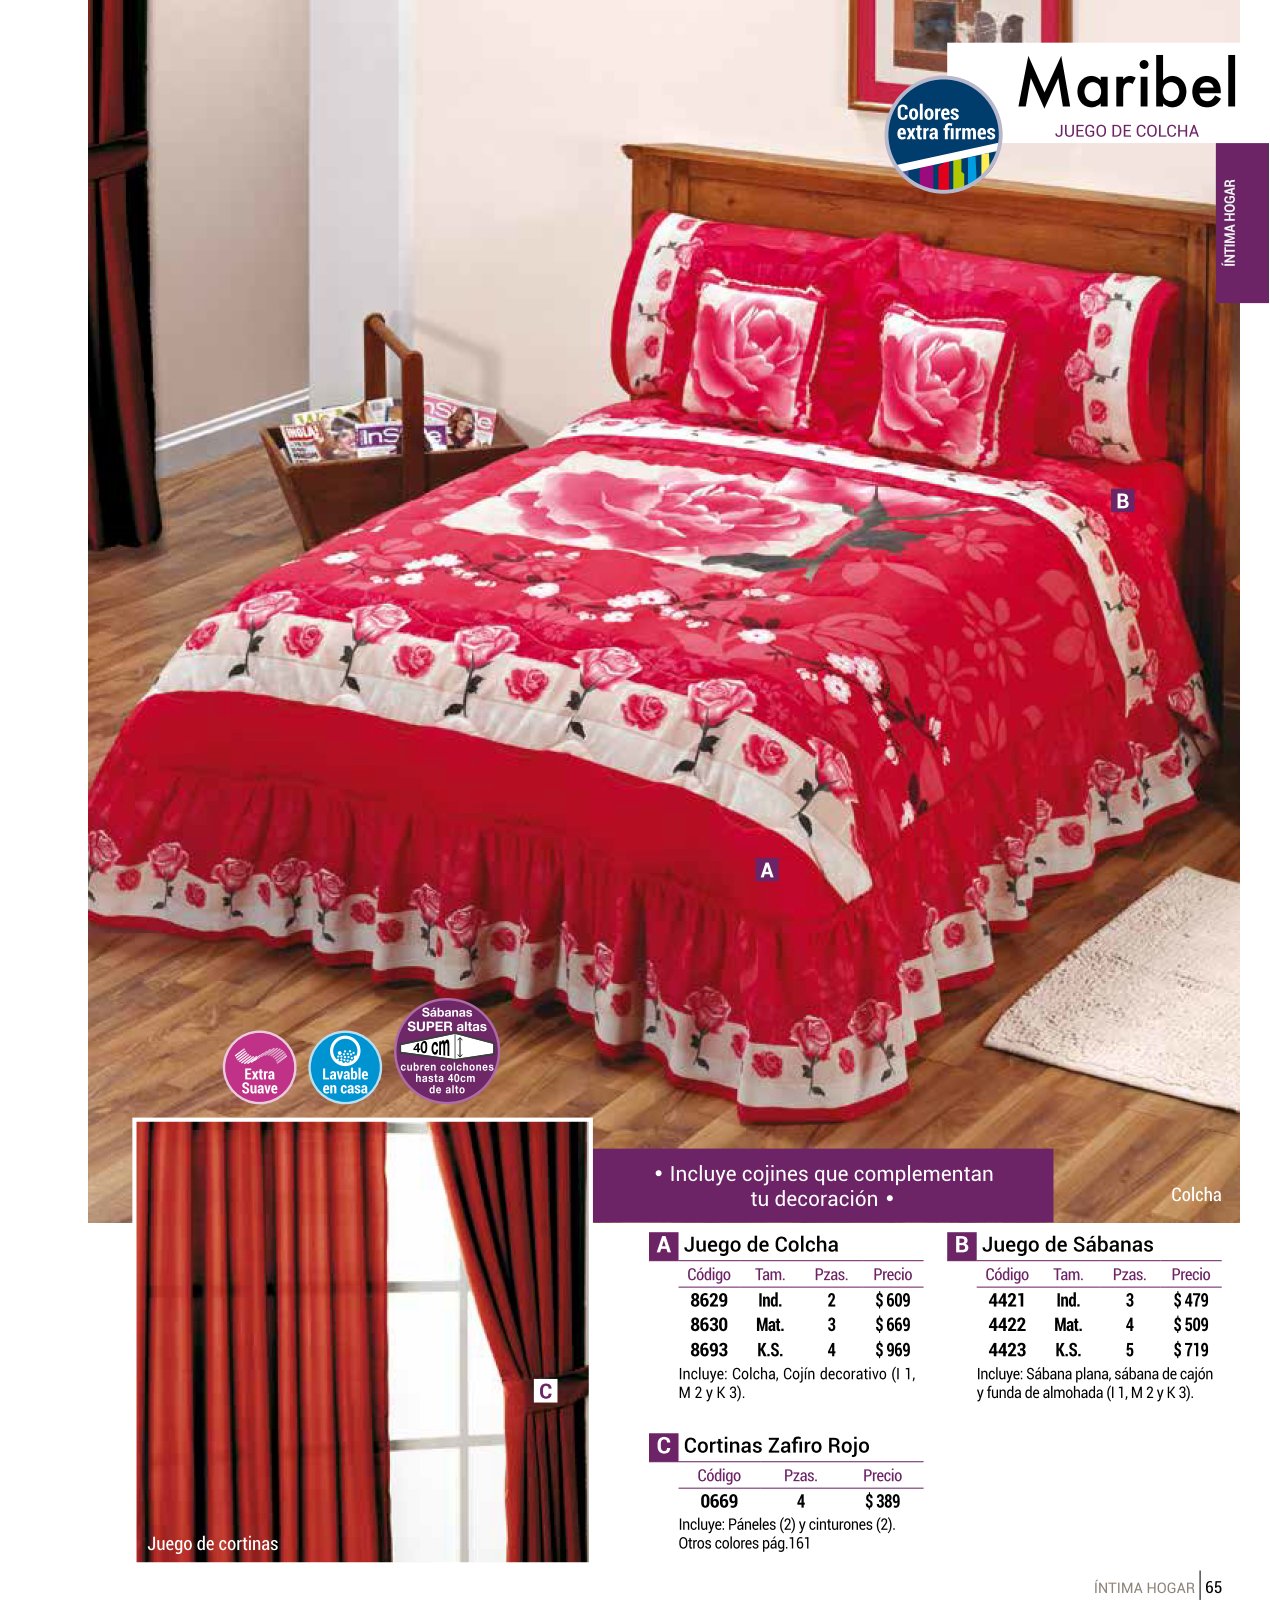 Maribel
JUEGO DE COLCHA
Colores
extra firmes
ÍNTIMA HOGAR
¡HOLA!
InStyle
B
A
Sábanas
SUPER altas
40 cm
cubren colchones
hasta 40cm
de alto
Extra
Suave
Lavable
en casa
• Incluye cojines que complementan
tu decoración •
Colcha
A Juego de Colcha
Código Tam. Pzas. Precio
8629 Ind. 2 $ 609
8630 Mat. 3 $ 669
8693 K.S. 4 $ 969
Incluye: Colcha, Cojín decorativo (I 1,
M 2 y K 3).
B Juego de Sábanas
Código Tam. Pzas. Precio
4421 Ind. 3 $ 479
4422 Mat. 4 $ 509
4423 K.S. 5 $ 719
Incluye: Sábana plana, sábana de cajón
y funda de almohada (I 1, M 2 y K 3).
C
Juego de cortinas
C Cortinas Zafiro Rojo
Código Pzas. Precio
0669 4 $ 389
Incluye: Páneles (2) y cinturones (2).
Otros colores pág.161
ÍNTIMA HOGAR 65